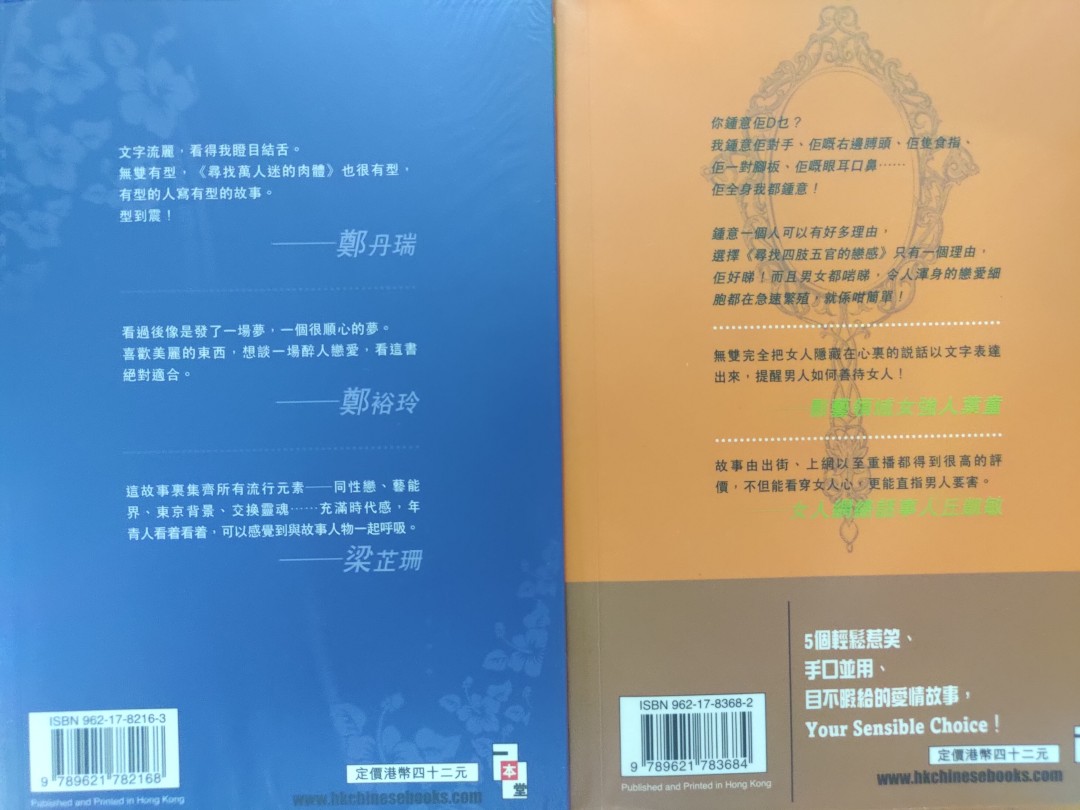 文字流麗，看得我瞪目結舌。
無雙有型，《尋找萬人迷的肉體》也很有型，
有型的人寫有型的故事。
型到震！
——鄭丹瑞
看過後像是發了一場夢，一個很順心的夢。
喜歡美麗的東西，想談一場醉人戀愛，看這書
絕對適合。
——鄭裕玲
這故事裏集齊所有流行元素──同性戀、藝能
界、東京背景、交換靈魂……充滿時代感，年
青人看着看着，可以感覺到與故事人物一起呼吸。
——梁芷珊
ISBN 962-17-8216-3
9 789621 782168
Published and Printed in Hong Kong
定價港幣四十二元
一本堂
www.hkchinesebooks.com
你鍾意佢D乜？
我鍾意佢對手、佢嘅右邊膊頭、佢隻食指、
佢一對腳板、佢嘅眼耳口鼻……
佢全身我都鍾意！
鍾意一個人可以有好多理由，
選擇《尋找四肢五官的戀感》只有一個理由，
佢好睇！而且男女都啱睇，令人渾身的戀愛細
胞都在急速繁殖，就係咁簡單！
無雙完全把女人隱藏在心裏的說話以文字表達
出來，提醒男人如何善待女人！
女強人葉童
故事由出街、上網以至重播都得到很高的評
價，不但能看穿女人心，更能直指男人要害。
5個輕鬆惹笑、
手口並用、
目不暇給的愛情故事，
Your Sensible Choice！
ISBN 962-17-8368-2
9 789621 783684
Published and Printed in Hong Kong
定價港幣四十二元
www.hkchinesebooks.com